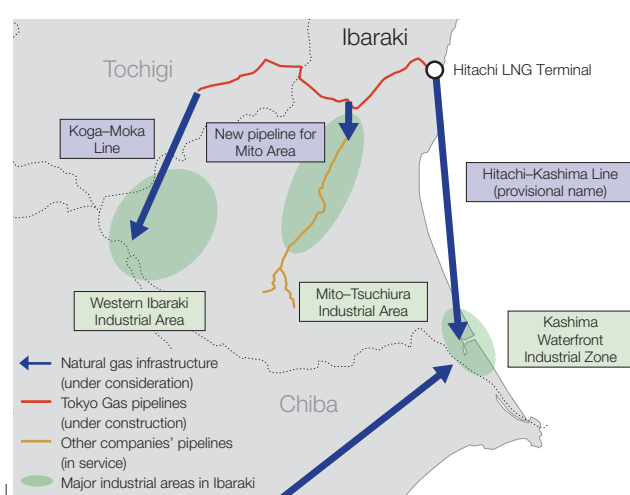 Ibaraki
Tochigi
Hitachi LNG Terminal
Koga–Moka
Line
New pipeline for
Mito Area
Hitachi–Kashima Line
(provisional name)
Western Ibaraki
Industrial Area
Mito–Tsuchiura
Industrial Area
Kashima
Waterfront
Industrial Zone
Chiba
Natural gas infrastructure
(under consideration)
Tokyo Gas pipelines
(under construction)
Other companies' pipelines
(in service)
Major industrial areas in Ibaraki